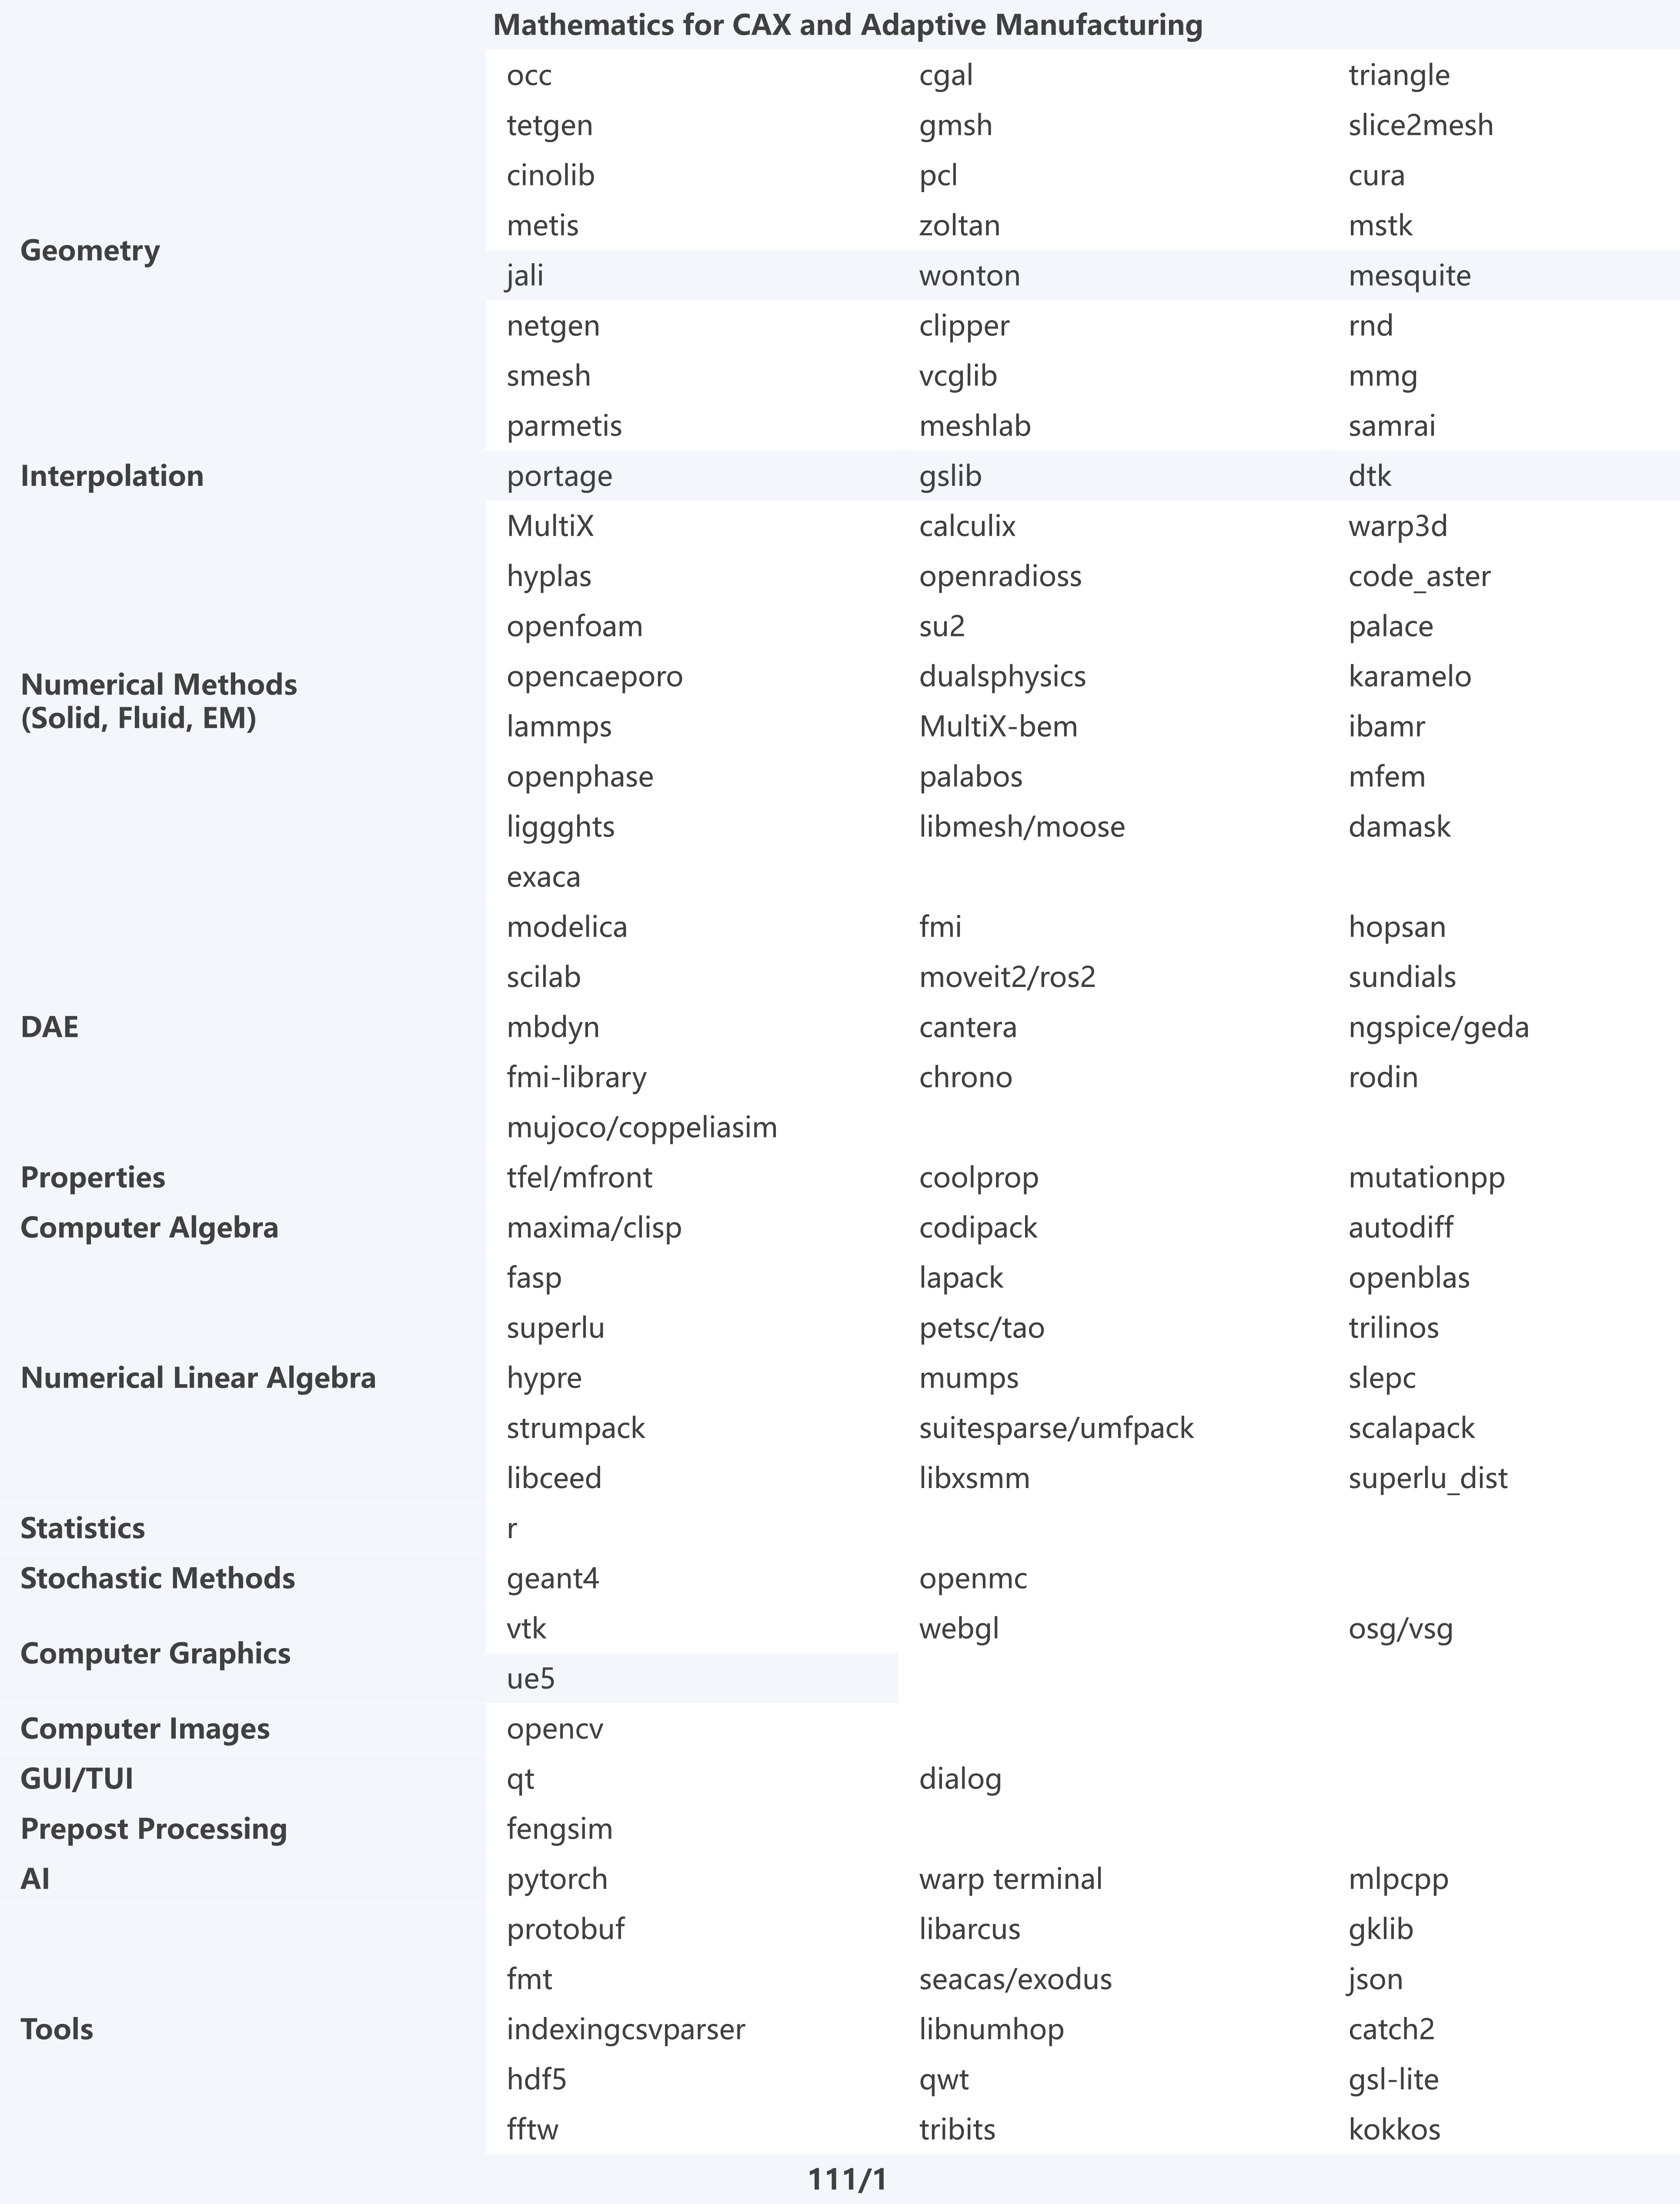 Mathematics for CAX and Adaptive Manufacturing
Geometry
occ cgal triangle
tetgen gmsh slice2mesh
cinolib pcl cura
metis zoltan mstk
jali wonton mesquite
netgen clipper rnd
smesh vcglib mmg
parmetis meshlab samrai
Interpolation portage gslib dtk
Numerical Methods
(Solid, Fluid, EM)
MultiX calculix warp3d
hyplas openradioss code_aster
openfoam su2 palace
opencaeporo dualsphysics karamelo
lammps MultiX-bem ibamr
openphase palabos mfem
liggghts libmesh/moose damask
exaca
DAE
modelica fmi hopsan
scilab moveit2/ros2 sundials
mbdyn cantera ngspice/geda
fmi-library chrono rodin
mujoco/coppeliasim
Properties tfel/mfront coolprop mutationpp
Computer Algebra maxima/clisp codipack autodiff
Numerical Linear Algebra
fasp lapack openblas
superlu petsc/tao trilinos
hypre mumps slepc
strumpack suitesparse/umfpack scalapack
libceed libxsmm superlu_dist
Statistics r
Stochastic Methods geant4 openmc
Computer Graphics
vtk webgl osg/vsg
ue5
Computer Images opencv
GUI/TUI qt dialog
Prepost Processing fengsim
AI pytorch warp terminal mlpcpp
Tools
protobuf libarcus gklib
fmt seacas/exodus json
indexingcsvparser libnumhop catch2
hdf5 qwt gsl-lite
fftw tribits kokkos
111/1